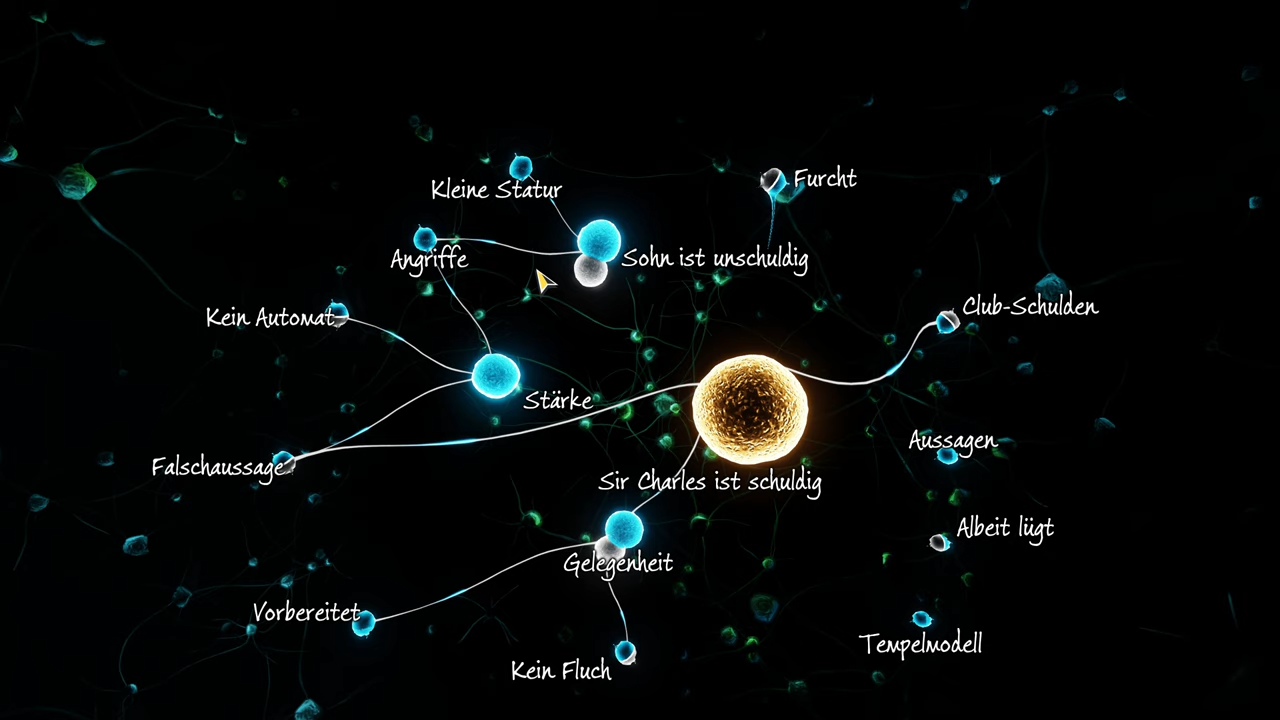 Kleine Statur
Furcht
Angriffe
Sohn ist unschuldig
Kein Automat
Club-Schulden
Stärke
Aussagen
Falschaussage
Sir Charles ist schuldig
Albeit lügt
Gelegenheit
Vorbereitet
Tempelmodell
Kein Fluch